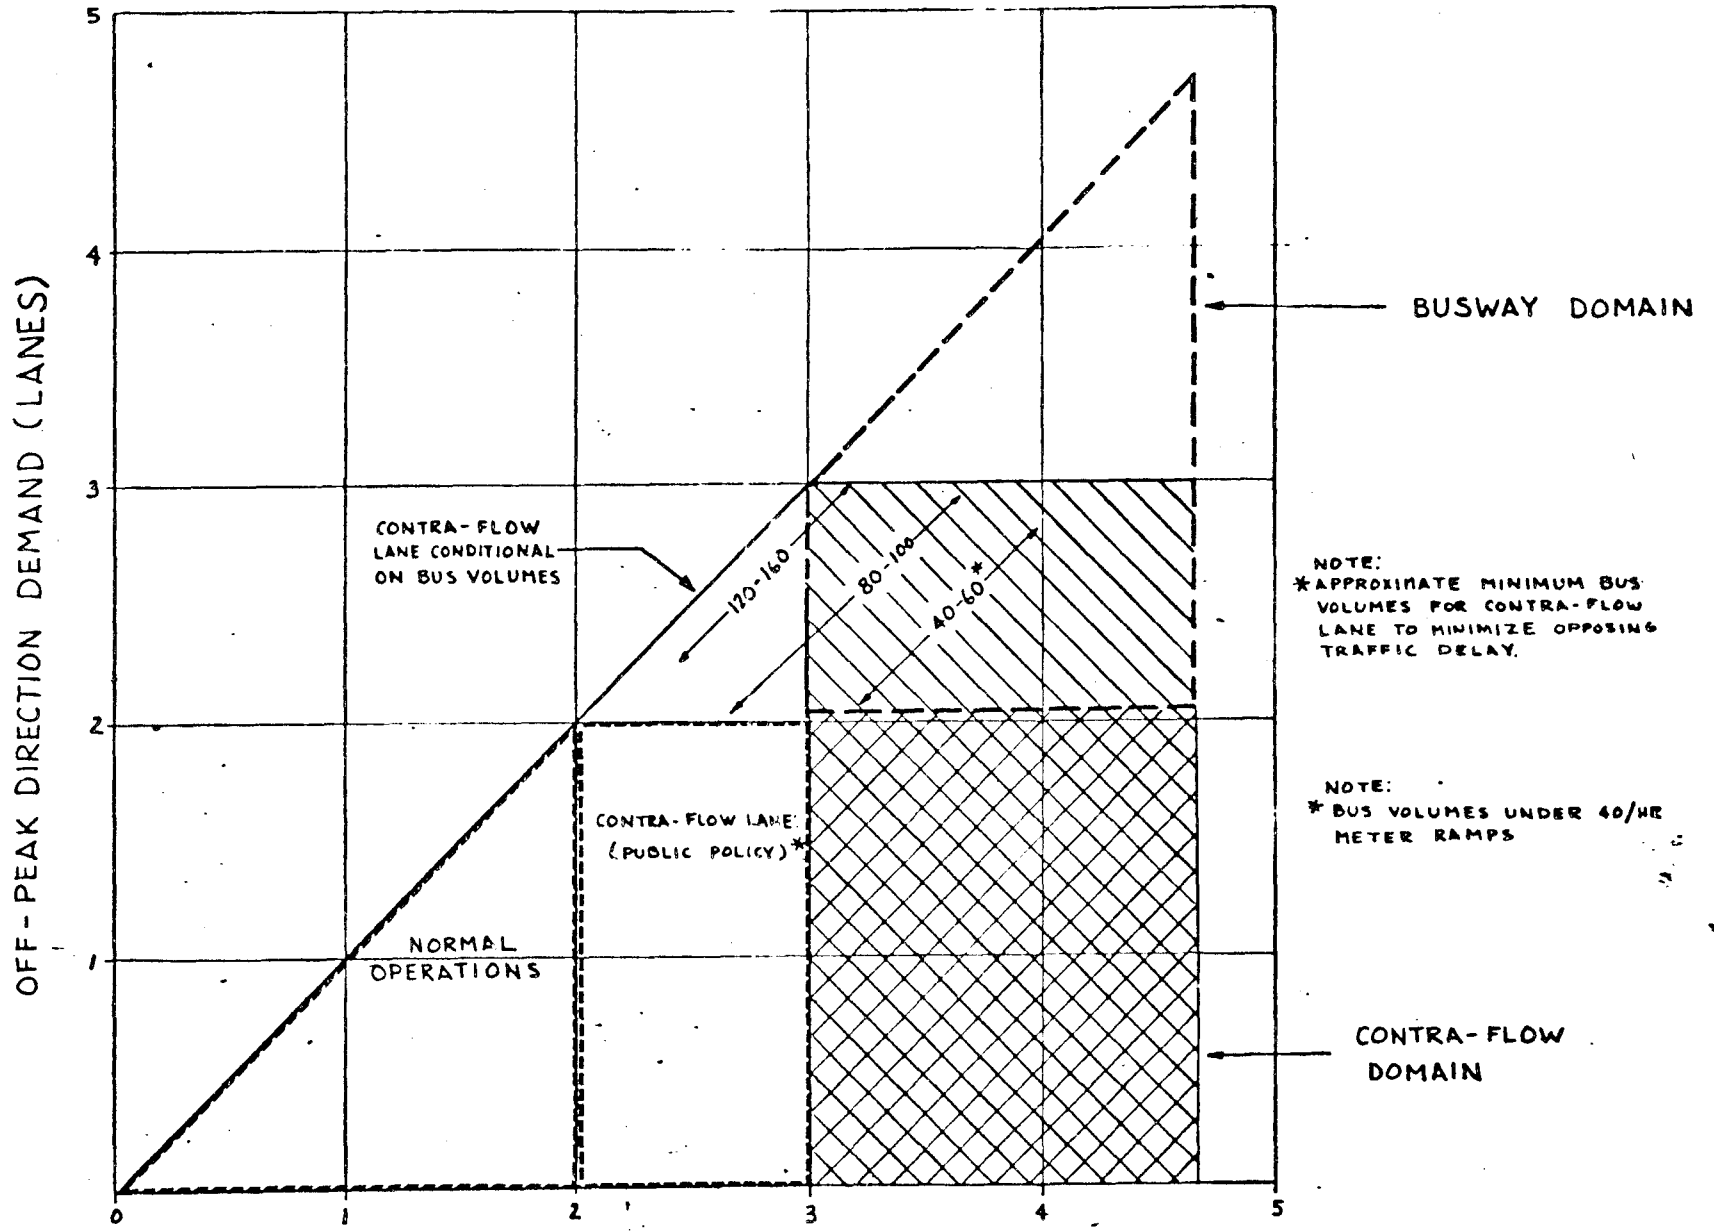 5
4
3
2
1
OFF-PEAK DIRECTION DEMAND (LANES)
BUSWAY DOMAIN
CONTRA-FLOW
LANE CONDITIONAL
ON BUS VOLUMES
120-160
80-100
40-60*
NOTE:
*APPROXIMATE MINIMUM BUS
VOLUMES FOR CONTRA-FLOW
LANE TO MINIMIZE OPPOSING
TRAFFIC DELAY.
NOTE:
* BUS VOLUMES UNDER 40/HR
METER RAMPS
CONTRA-FLOW LANE
(PUBLIC POLICY)*
NORMAL
OPERATIONS
CONTRA-FLOW
DOMAIN
0 1 2 3 4 5